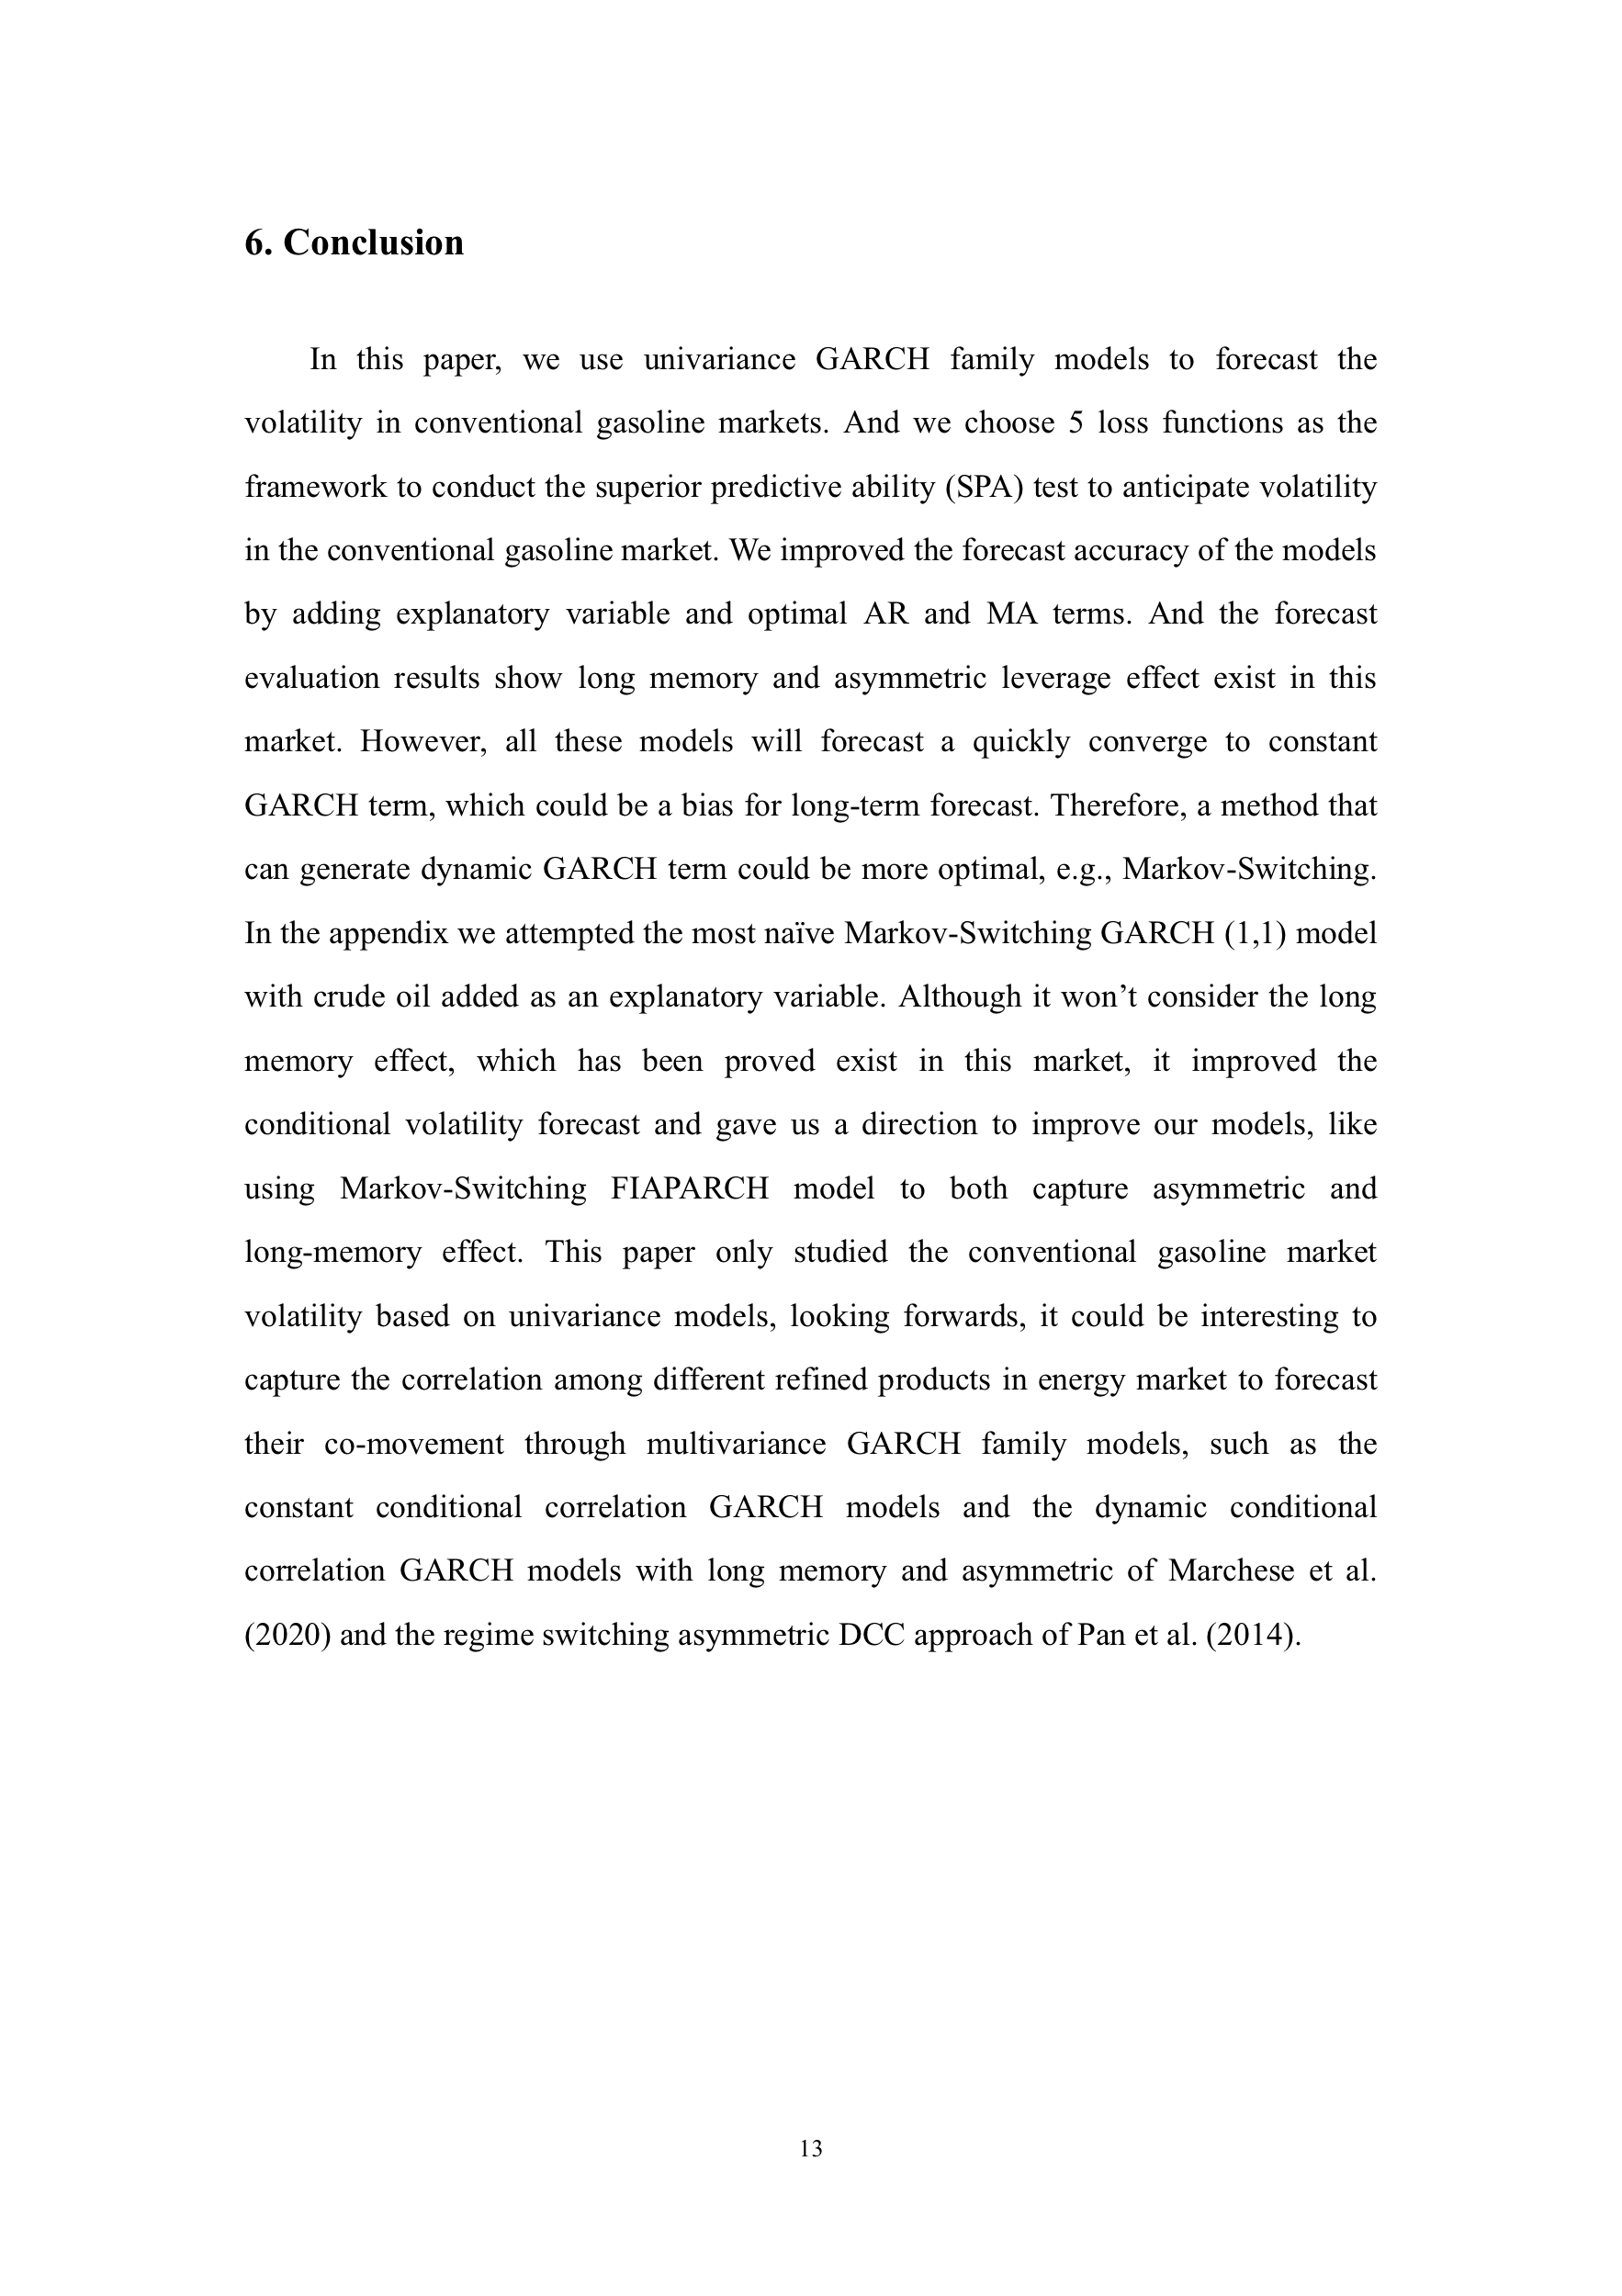 6. Conclusion
In this paper, we use univariance GARCH family models to forecast the
volatility in conventional gasoline markets. And we choose 5 loss functions as the
framework to conduct the superior predictive ability (SPA) test to anticipate volatility
in the conventional gasoline market. We improved the forecast accuracy of the models
by adding explanatory variable and optimal AR and MA terms. And the forecast
evaluation results show long memory and asymmetric leverage effect exist in this
market. However, all these models will forecast a quickly converge to constant
GARCH term, which could be a bias for long-term forecast. Therefore, a method that
can generate dynamic GARCH term could be more optimal, e.g., Markov-Switching.
In the appendix we attempted the most naïve Markov-Switching GARCH (1,1) model
with crude oil added as an explanatory variable. Although it won’t consider the long
memory effect, which has been proved exist in this market, it improved the
conditional volatility forecast and gave us a direction to improve our models, like
using Markov-Switching FIAPARCH model to both capture asymmetric and
long-memory effect. This paper only studied the conventional gasoline market
volatility based on univariance models, looking forwards, it could be interesting to
capture the correlation among different refined products in energy market to forecast
their co-movement through multivariance GARCH family models, such as the
constant conditional correlation GARCH models and the dynamic conditional
correlation GARCH models with long memory and asymmetric of Marchese et al.
(2020) and the regime switching asymmetric DCC approach of Pan et al. (2014).
13